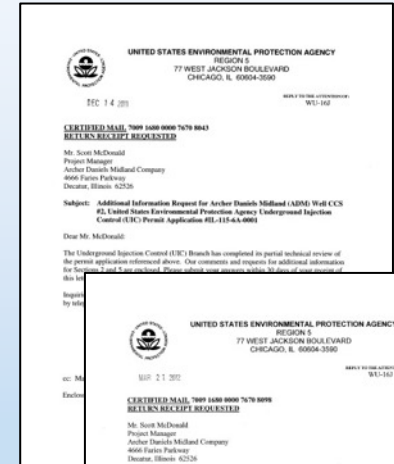 UNITED STATES ENVIRONMENTAL PROTECTION AGENCY
REGION 5
77 WEST JACKSON BOULEVARD
CHICAGO, IL 60604-3590
DEC 14 2011
REPLY TO THE ATTENTION OF:
WU-16J
CERTIFIED MAIL 7009 1680 0000 7670 8043
RETURN RECEIPT REQUESTED
Mr. Scott McDonald
Project Manager
Archer Daniels Midland Company
4666 Faries Parkway
Decatur, Illinois 62526
Subject: Additional Information Request for Archer Daniels Midland (ADM) Well CCS
#2, United States Environmental Protection Agency Underground Injection
Control (UIC) Permit Application #IL-115-6A-0001
Dear Mr. McDonald:
The Underground Injection Control (UIC) Branch has completed its partial technical review of
the permit application referenced above. Our comments and requests for additional information
for Sections 2 and 5 are enclosed. Please submit your answers within 30 days of your receipt of
this
by
cc:
UNITED STATES ENVIRONMENTAL PROTECTION AGENCY
REGION 5
77 WEST JACKSON BOULEVARD
CHICAGO, IL 60604-3590
MAR 21 2012
WU-16J
CERTIFIED MAIL 7009 1680 0000 7670 8098
RETURN RECEIPT REQUESTED
Mr. Scott McDonald
Project Manager
Archer Daniels Midland Company
4666 Faries Parkway
Decatur, Illinois 62526